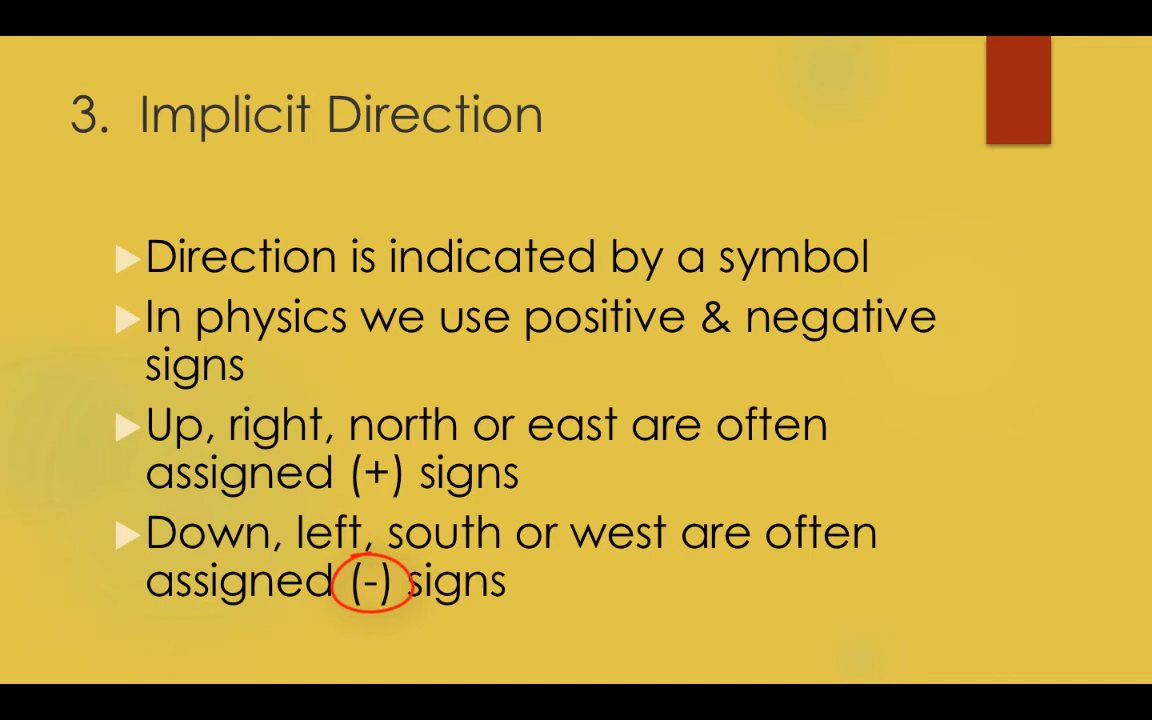 3. Implicit Direction
Direction is indicated by a symbol
In physics we use positive & negative
signs
Up, right, north or east are often
assigned (+) signs
Down, left, south or west are often
assigned (-) signs